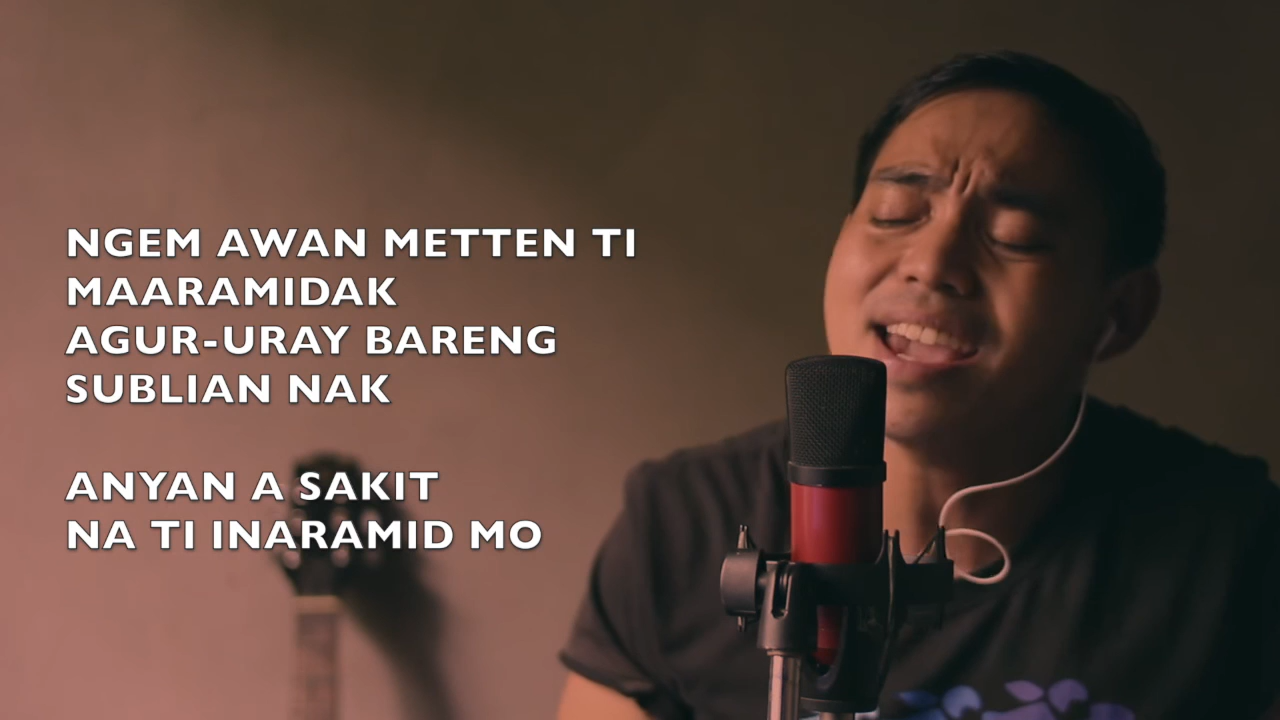 NGEM AWAN METTEN TI
MAARAMIDAK
AGUR-URAY BARENG
SUBLIAN NAK
ANYAN A SAKIT
NA TI INARAMID MO